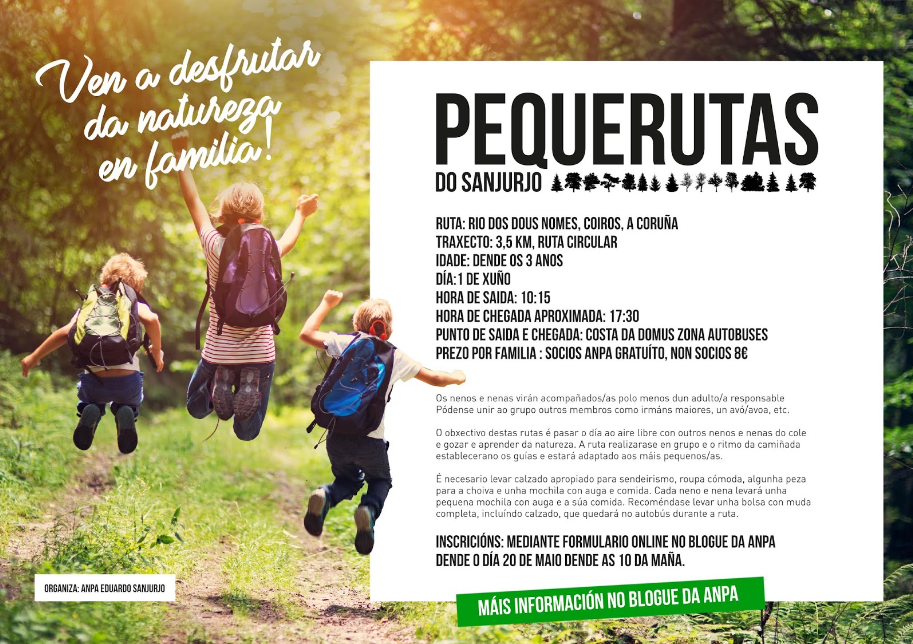 Ven a desfrutar
da natureza
en familia!
PEQUERUTAS
DO SANJURJO
RUTA: RIO DOS DOUS NOMES, COIROS, A CORUÑA
TRAXECTO: 3,5 KM, RUTA CIRCULAR
IDADE: DENDE OS 3 ANOS
DÍA:1 DE XUÑO
HORA DE SAIDA: 10:15
HORA DE CHEGADA APROXIMADA: 17:30
PUNTO DE SAIDA E CHEGADA: COSTA DA DOMUS ZONA AUTOBUSES
PREZO POR FAMILIA : SOCIOS ANPA GRATUÍTO, NON SOCIOS 8€
Os nenos e nenas virán acompañados/as polo menos dun adulto/a responsable
Pódense unir ao grupo outros membros como irmáns maiores, un avó/avoa, etc.
O obxectivo destas rutas é pasar o día ao aire libre con outros nenos e nenas do cole
e gozar e aprender da natureza. A ruta realizarase en grupo e o ritmo da camiñada
establecerano os guías e estará adaptado aos máis pequenos/as.
É necesario levar calzado apropiado para sendeirismo, roupa cómoda, algunha peza
para a choiva e unha mochila con auga e comida. Cada neno e nena levará unha
pequena mochila con auga e a súa comida. Recoméndase levar unha bolsa con muda
completa, incluíndo calzado, que quedará no autobús durante a ruta.
INSCRICIÓNS: MEDIANTE FORMULARIO ONLINE NO BLOGUE DA ANPA
DENDE O DÍA 20 DE MAIO DENDE AS 10 DA MAÑA.
ORGANIZA: ANPA EDUARDO SANJURJO
MÁIS INFORMACIÓN NO BLOGUE DA ANPA